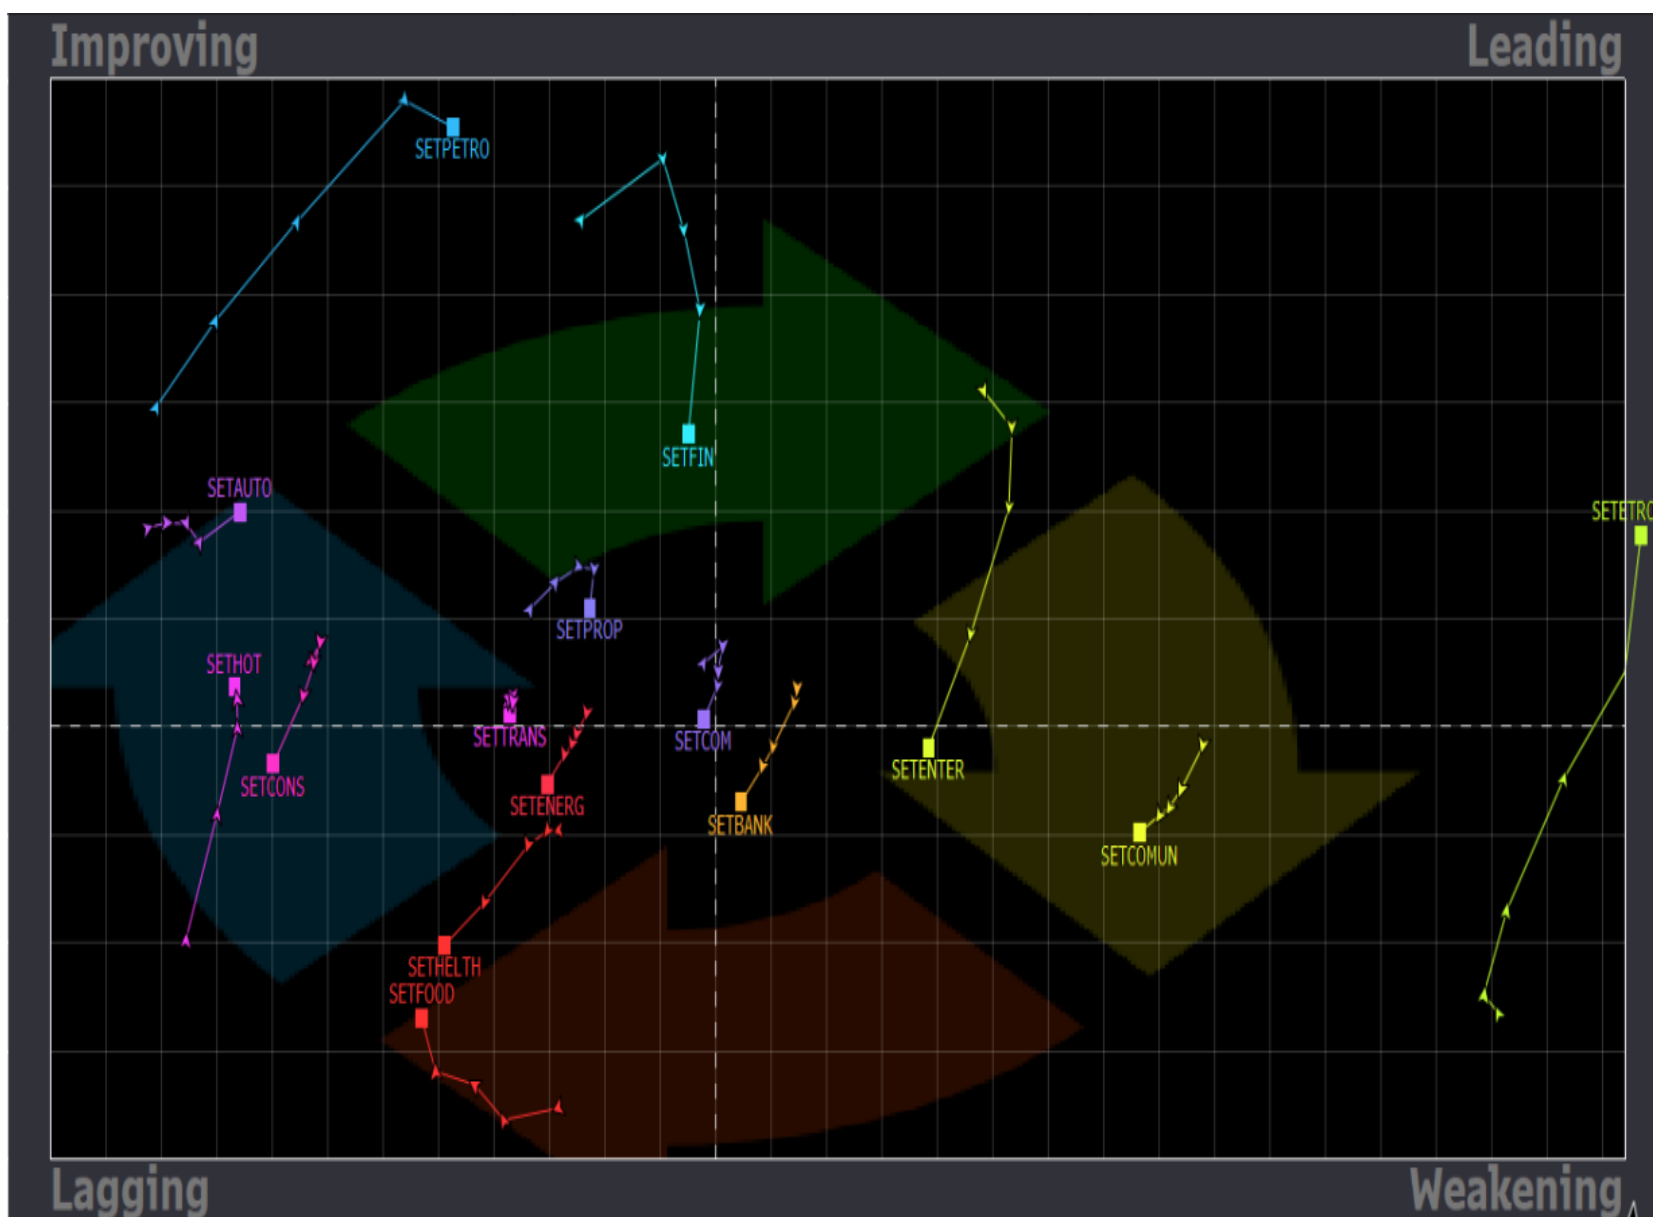 Improving
Leading
SETPETRO
SETFIN
SETAUTO
SETETRO
SETPROP
SETHOT
SETTRANS
SETCOM
SETCONS
SETENTER
SETENERG
SETBANK
SETCOMUN
SETHELTH
SETFOOD
Lagging
Weakening